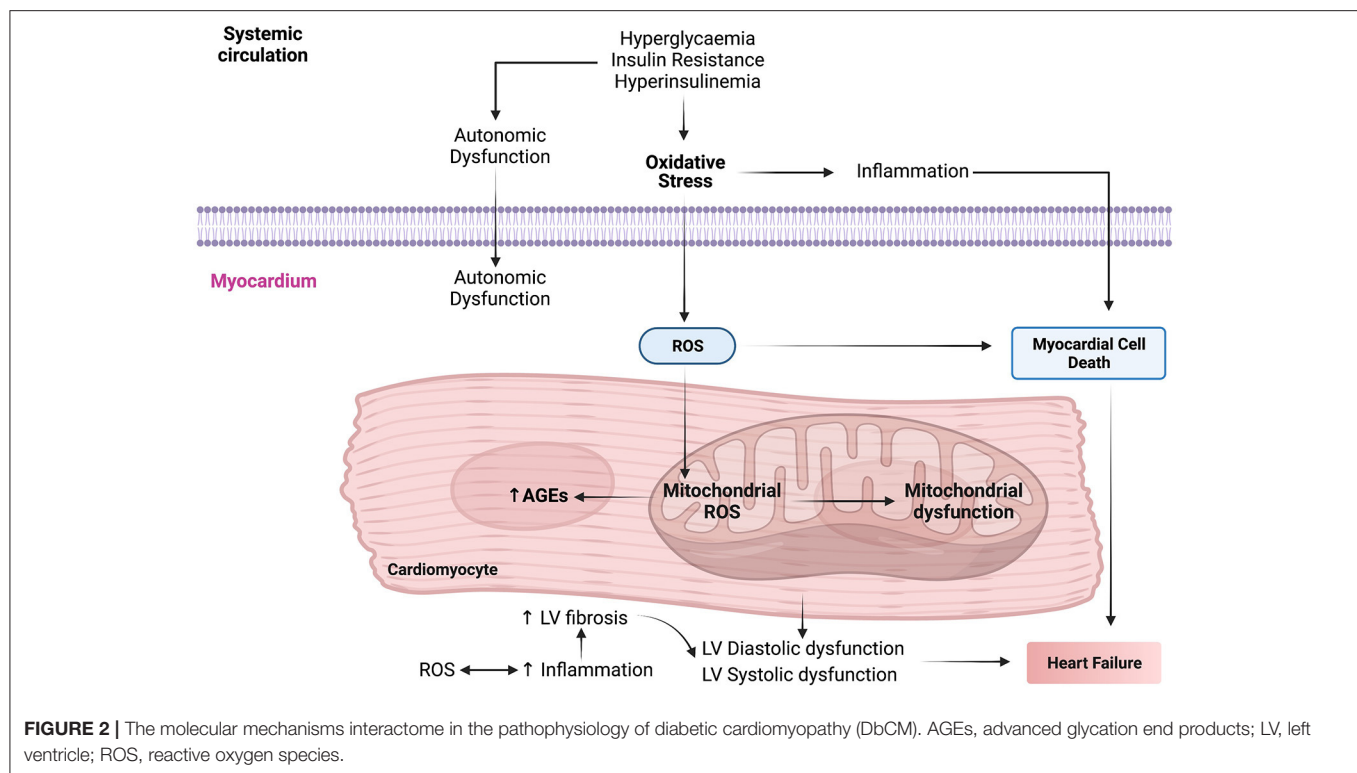 Systemic
circulation
Hyperglycaemia
Insulin Resistance
Hyperinsulinemia
Autonomic
Dysfunction
Oxidative
Stress
Inflammation
Myocardium
Autonomic
Dysfunction
ROS
Myocardial Cell
Death
↑AGEs
Mitochondrial
ROS
Mitochondrial
dysfunction
Cardiomyocyte
↑ LV fibrosis
ROS
↑ Inflammation
LV Diastolic dysfunction
LV Systolic dysfunction
Heart Failure
FIGURE 2 | The molecular mechanisms interactome in the pathophysiology of diabetic cardiomyopathy (DbCM). AGEs, advanced glycation end products; LV, left
ventricle; ROS, reactive oxygen species.